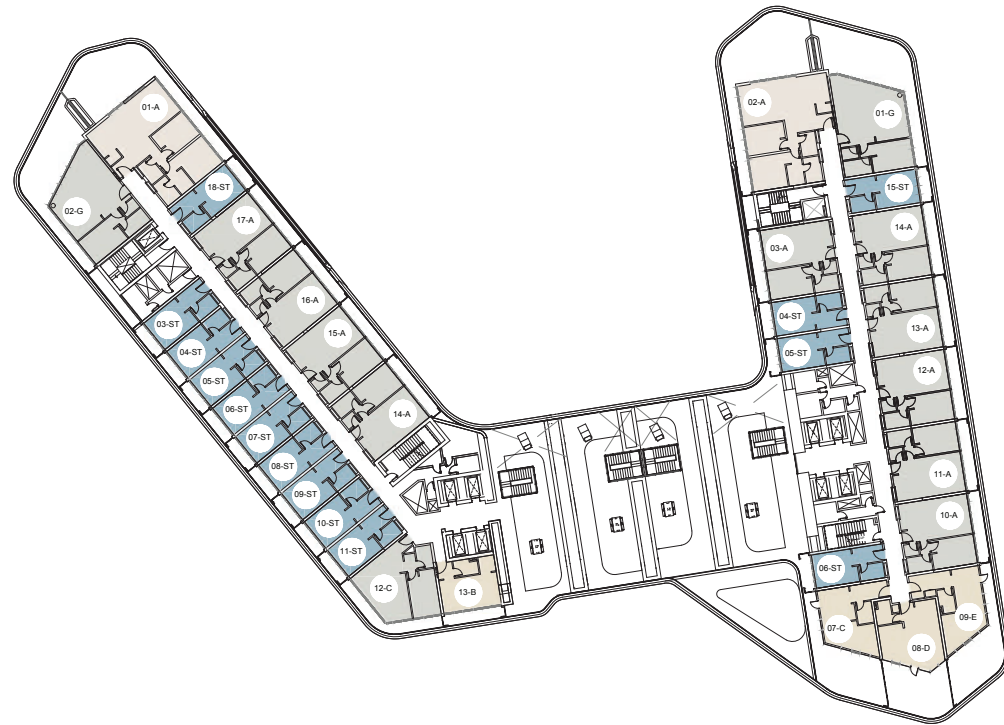 01-A
02-G
18-ST
17-A
16-A
15-A
14-A
03-ST
04-ST
05-ST
06-ST
07-ST
08-ST
09-ST
10-ST
11-ST
12-C
13-B
02-A
01-G
15-ST
14-A
03-A
04-ST
05-ST
13-A
12-A
11-A
10-A
06-ST
07-C
08-D
09-E